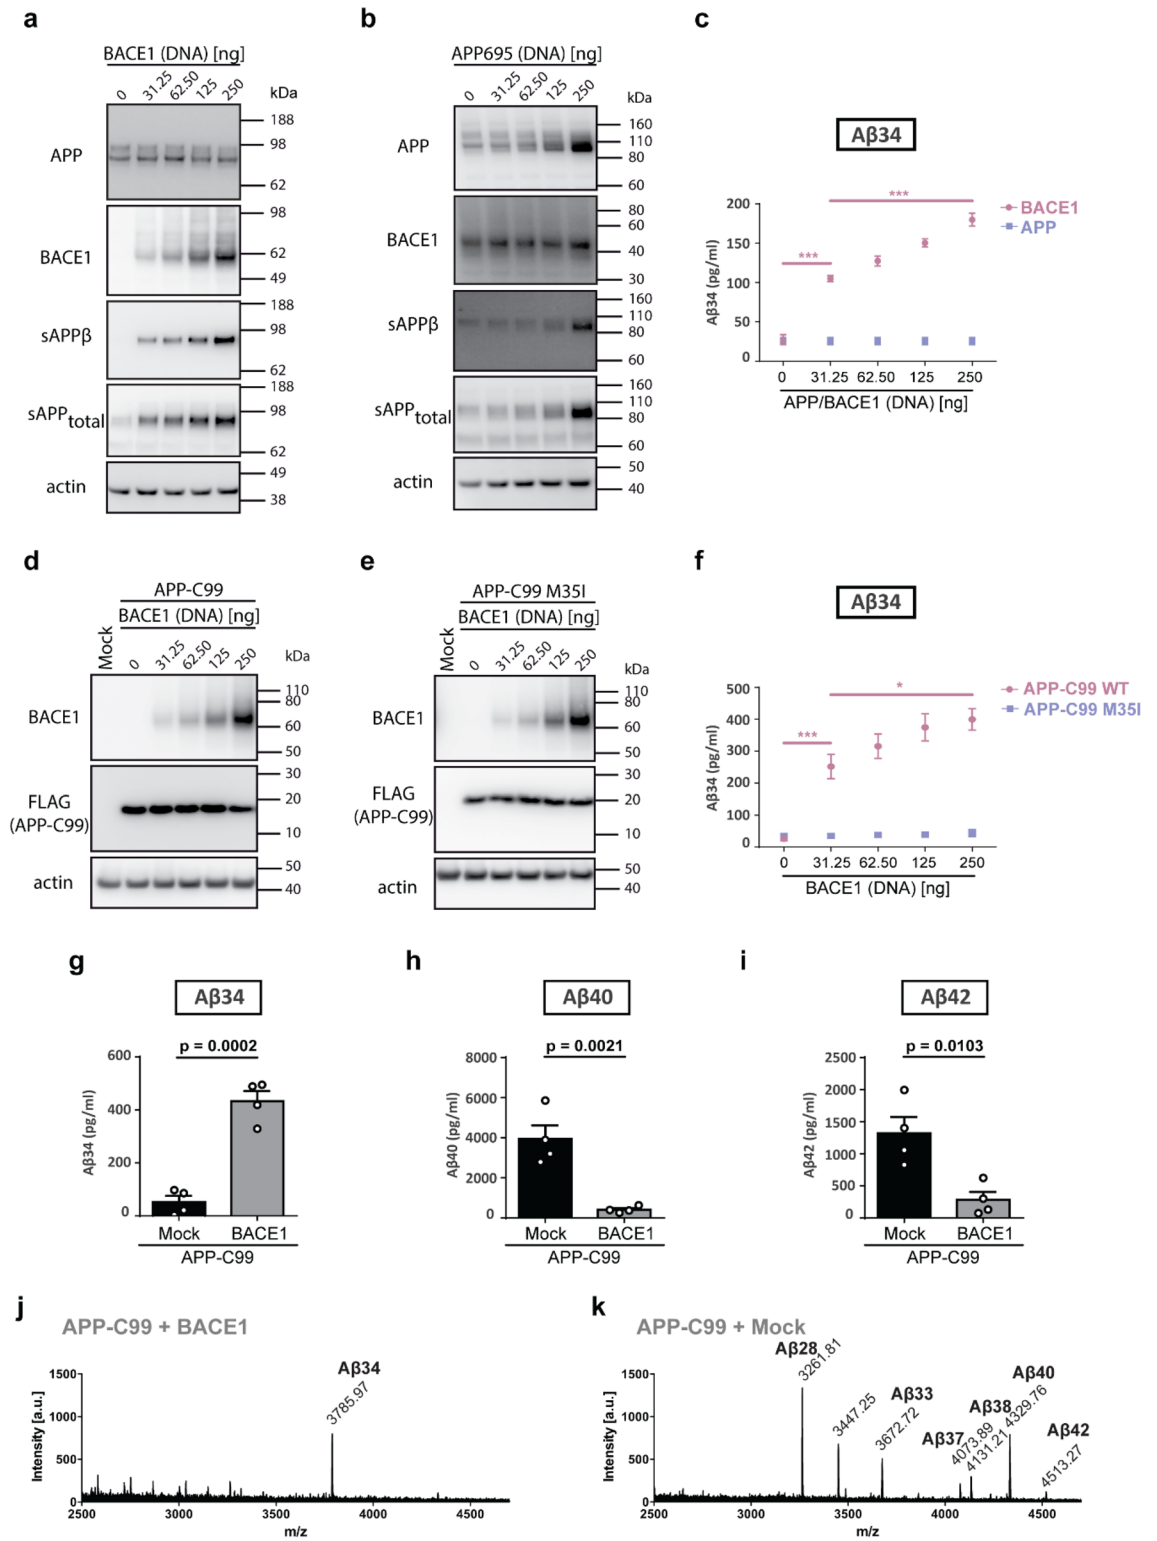 a
BACE1 (DNA) [ng]
0 31.25 62.50 125 250
kDa
APP
188
98
62
BACE1
98
62
49
sAPPβ
188
98
62
sAPPtotal
188
98
62
actin
49
38
b
APP695 (DNA) [ng]
0 31.25 62.50 125 250
kDa
APP
160
110
80
60
BACE1
80
60
40
30
sAPPβ
160
110
80
60
sAPPtotal
160
110
80
60
actin
50
40
c
Aβ34
Aβ34 (pg/ml)
200
150
100
50
0
***
***
BACE1
APP
0 31.25 62.50 125 250
APP/BACE1 (DNA) [ng]
d
APP-C99
BACE1 (DNA) [ng]
Mock 0 31.25 62.50 125 250
kDa
BACE1
110
80
60
50
FLAG
(APP-C99)
30
20
10
actin
50
40
e
APP-C99 M35I
BACE1 (DNA) [ng]
Mock 0 31.25 62.50 125 250
kDa
BACE1
110
80
60
50
FLAG
(APP-C99)
30
20
10
actin
50
40
f
Aβ34
Aβ34 (pg/ml)
500
400
300
200
100
0
***
*
APP-C99 WT
APP-C99 M35I
0 31.25 62.50 125 250
BACE1 (DNA) [ng]
g
Aβ34
p = 0.0002
Aβ34 (pg/ml)
600
400
200
0
Mock BACE1
APP-C99
h
Aβ40
p = 0.0021
Aβ40 (pg/ml)
8000
6000
4000
2000
0
Mock BACE1
APP-C99
i
Aβ42
p = 0.0103
Aβ42 (pg/ml)
2500
2000
1500
1000
500
0
Mock BACE1
APP-C99
j
APP-C99 + BACE1
Intensity [a.u.]
1500
1000
500
0
Aβ34
3785.97
2500 3000 3500 4000 4500
m/z
k
APP-C99 + Mock
Intensity [a.u.]
1500
1000
500
0
Aβ28
3261.81
3447.25
Aβ33
3672.72
Aβ37
4073.89
Aβ38
4131.21
Aβ40
4329.76
Aβ42
4513.27
2500 3000 3500 4000 4500
m/z